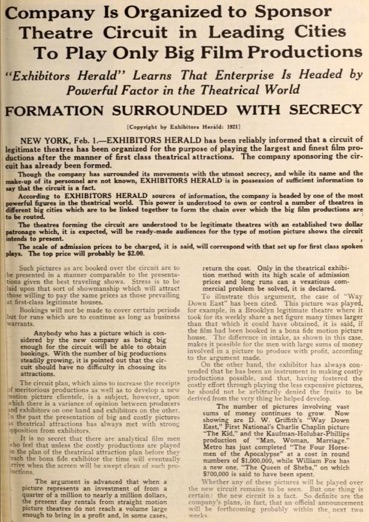 Company Is Organized to Sponsor
Theatre Circuit in Leading Cities
To Play Only Big Film Productions
"Exhibitors Herald" Learns That Enterprise Is Headed by
Powerful Factor in the Theatrical World
FORMATION SURROUNDED WITH SECRECY
[Copyright by Exhibitors Herald: 1921]
NEW YORK, Feb. 1.—EXHIBITORS HERALD has been reliably informed that a circuit of
legitimate theatres has been organized for the purpose of playing the largest and finest film pro-
ductions after the manner of first class theatrical attractions. The company sponsoring the cir-
cuit has already been formed.
Though the company has surrounded its movements with the utmost secrecy, and while its name and the
make-up of its personnel are not known, EXHIBITORS HERALD is in possession of sufficient information to
say that the circuit is a fact.
According to EXHIBITORS HERALD sources of information, the company is headed by one of the most
powerful figures in the theatrical world. This power is understood to own or control a number of theatres in
different big cities which are to be linked together to form the chain over which the big film productions are
to be routed.
The theatres forming the circuit are understood to be legitimate theatres with an established two dollar
patronage which, it is expected, will be ready-made audiences for the type of motion picture shows the circuit
intends to present.
The scale of admission prices to be charged, it is said, will correspond with that set up for first class spoken
plays. The top price will probably be $2.00.
Such pictures as are booked over the circuit are to
be presented in a manner comparable to the presenta-
tions given the best traveling shows. Stress is to be
laid upon that sort of showmanship which will attract
those willing to pay the same prices as those prevailing
at first-class legitimate houses.
Bookings will not be made to cover certain periods
but for runs which are to continue as long as business
warrants.
Anybody who has a picture which is con-
sidered by the new company as being big
enough for the circuit will be able to obtain
bookings. With the number of big productions
steadily growing, it is pointed out that the cir-
cuit should have no difficulty in choosing its
attractions.
The circuit plan, which aims to increase the receipts
of meritorious productions as well as to develop a new
motion picture clientele, is a subject, however, upon
which there is a variance of opinion between producers
and exhibitors on one hand and exhibitors on the other.
In the past the presentation of big and costly pictures
as theatrical attractions has always met with strong
opposition from exhibitors.
It is no secret that there are analytical film men
who feel that unless the costly productions are played
on the plan of the theatrical attraction plan before they
reach the bona fide exhibitor the time will eventually
arrive when the screen will be swept clean of such pro-
ductions.
The argument is advanced that when a
picture represents an investment of from a
quarter of a million to nearly a million dollars,
the present day rentals from straight motion
picture theatres do not reach a volume large
enough to bring in a profit and, in some cases,
return the cost. Only in the theatrical exhibi-
tion method with its high scale of admission
prices and long runs can a vexatious com-
mercial problem be solved, it is declared.
To illustrate this argument, the case of "Way
Down East" has been cited. This picture was played,
for example, in a Brooklyn legitimate theatre where it
took for its weekly share a net figure many times larger
than that which it could have obtained, it is said, if
the film had been booked in a bona fide motion picture
house. The difference in intake, as shown in this case,
makes it possible for the men with large sums of money
involved in a picture to produce with profit, according
to the argument made.
On the other hand, the exhibitor has always con-
tended that he has been an instrument in making costly
productions possible, and that, having fostered the
costly effort through playing the less expensive pictures,
he should not be utterly denied the fruits to be
derived from the very thing he helped develop.
The number of pictures involving vast
sums of money continues to grow. Now
showing are D. W. Griffith's "Way Down
East," First National's Charlie Chaplin picture
"The Kid," and the Kaufman-Holubar-Phillips
production of "Man, Woman, Marriage."
Metro has just completed "The Four Horse-
men of the Apocalypse" at a cost in round
numbers of $1,000,000, while William Fox has
a new one, "The Queen of Sheba," on which
$700,000 is said to have been spent.
Whether any of these pictures will be played over
the new circuit remains to be seen. But one thing is
certain: the new circuit is a fact. So definite are the
company's plans, in fact, that an official announcement
will be forthcoming probably within the next two
weeks.